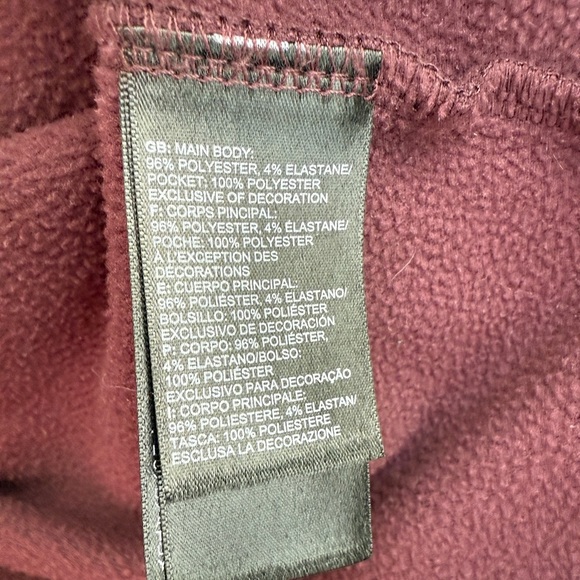 GB: MAIN BODY:
96% POLYESTER, 4% ELASTANE/
POCKET: 100% POLYESTER
EXCLUSIVE OF DECORATION
F: CORPS PINCIPAL:
96% POLYESTER, 4% ÉLASTANE/
POCHE: 100% POLYESTER
A L'EXCEPTION DES
DÉCORATIONS
E: CUERPO PRINCIPAL:
96% POLIÉSTER, 4% ELASTANO/
BOLSILLO: 100% POLIÉSTER
EXCLUSIVO DE DECORACIÓN
P: CORPO: 96% POLIÉSTER,
4% ELASTANO/BOLSO:
100% POLIÉSTER
EXCLUSIVO PARA DECORAÇÃO
I: CORPO PRINCIPALE:
96% POLIESTERE, 4% ELASTAN/
TASCA: 100% POLIESTERE
ESCLUSA LA DECORAZIONE